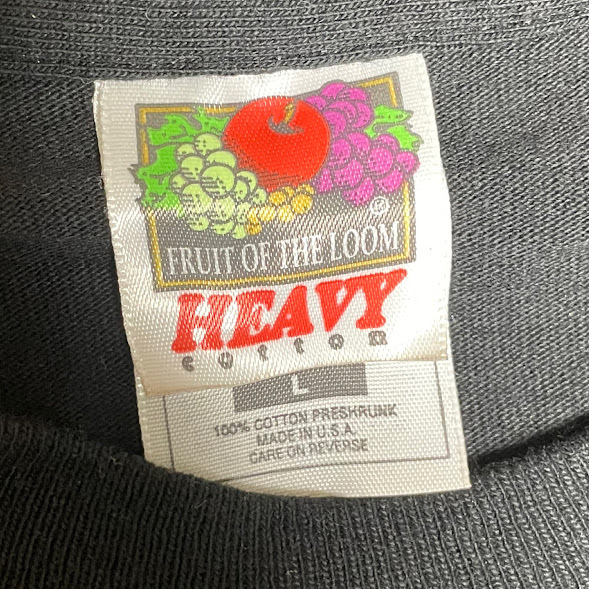 ®
FRUIT OF THE LOOM
HEAVY
cotton
L
100% COTTON PRESHRUNK
MADE IN U.S.A.
CARE ON REVERSE